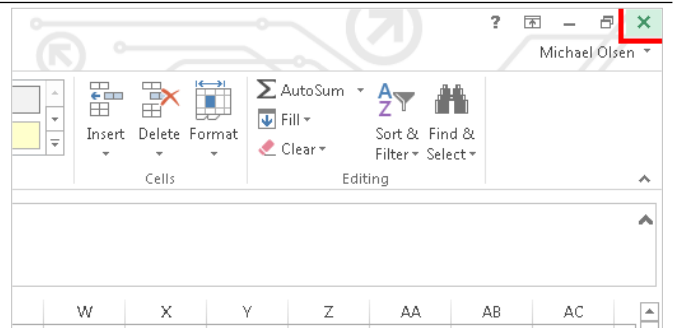 ?
Michael Olsen
AutoSum
Insert Delete Format
Fill
Sort & Find &
Clear
Filter Select
Cells
Editing
W X Y Z AA AB AC